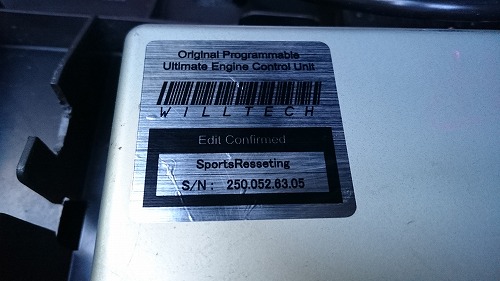 Original Programmable
Ultimate Engine Control Unit
WILLTECH
Edit Confirmed
SportsResseting
S/N : 250.052.63.05